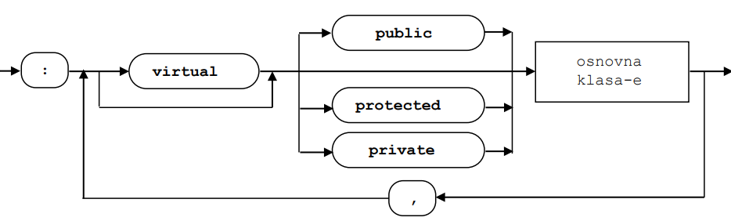 :
virtual
public
protected
private
osnovna
klasa-e
,